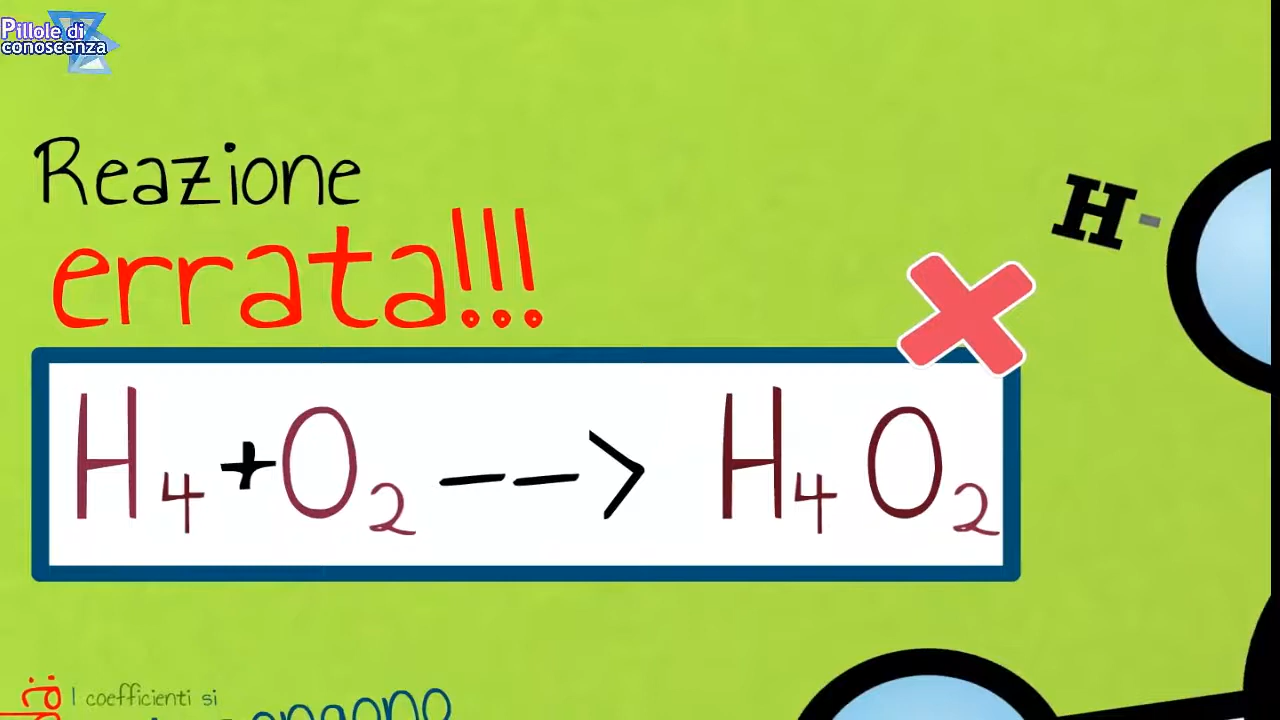 Pillole di
conoscenza
Reazione
errata!!!
H-
H₄+O₂ --> H₄O₂
I coefficienti si